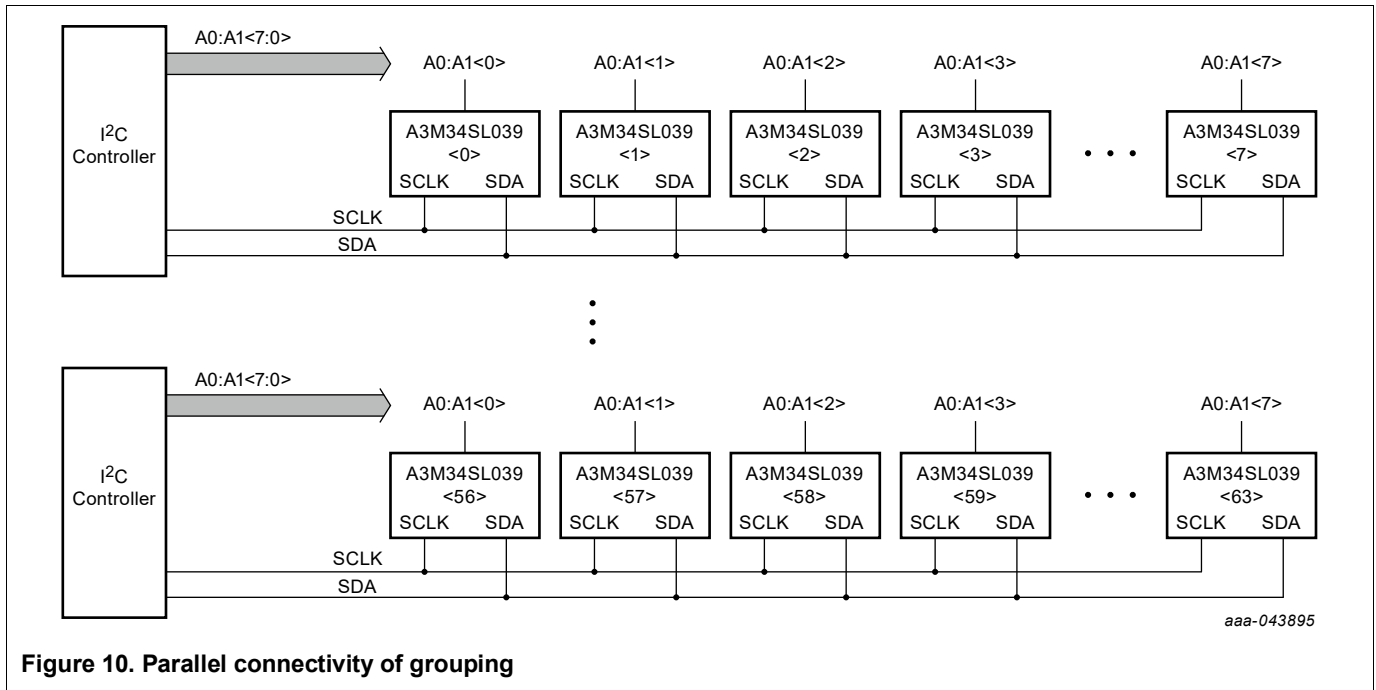 A0:A1<7:0>
A0:A1<0> A0:A1<1> A0:A1<2> A0:A1<3> A0:A1<7>
I2C
Controller
A3M34SL039 A3M34SL039 A3M34SL039 A3M34SL039 A3M34SL039
<0> <1> <2> <3> • • • <7>
SCLK SDA SCLK SDA SCLK SDA SCLK SDA SCLK SDA
SCLK
SDA
A0:A1<7:0>
A0:A1<0> A0:A1<1> A0:A1<2> A0:A1<3> A0:A1<7>
I2C
Controller
A3M34SL039 A3M34SL039 A3M34SL039 A3M34SL039 A3M34SL039
<56> <57> <58> <59> • • • <63>
SCLK SDA SCLK SDA SCLK SDA SCLK SDA SCLK SDA
SCLK
SDA
aaa-043895
Figure 10. Parallel connectivity of grouping